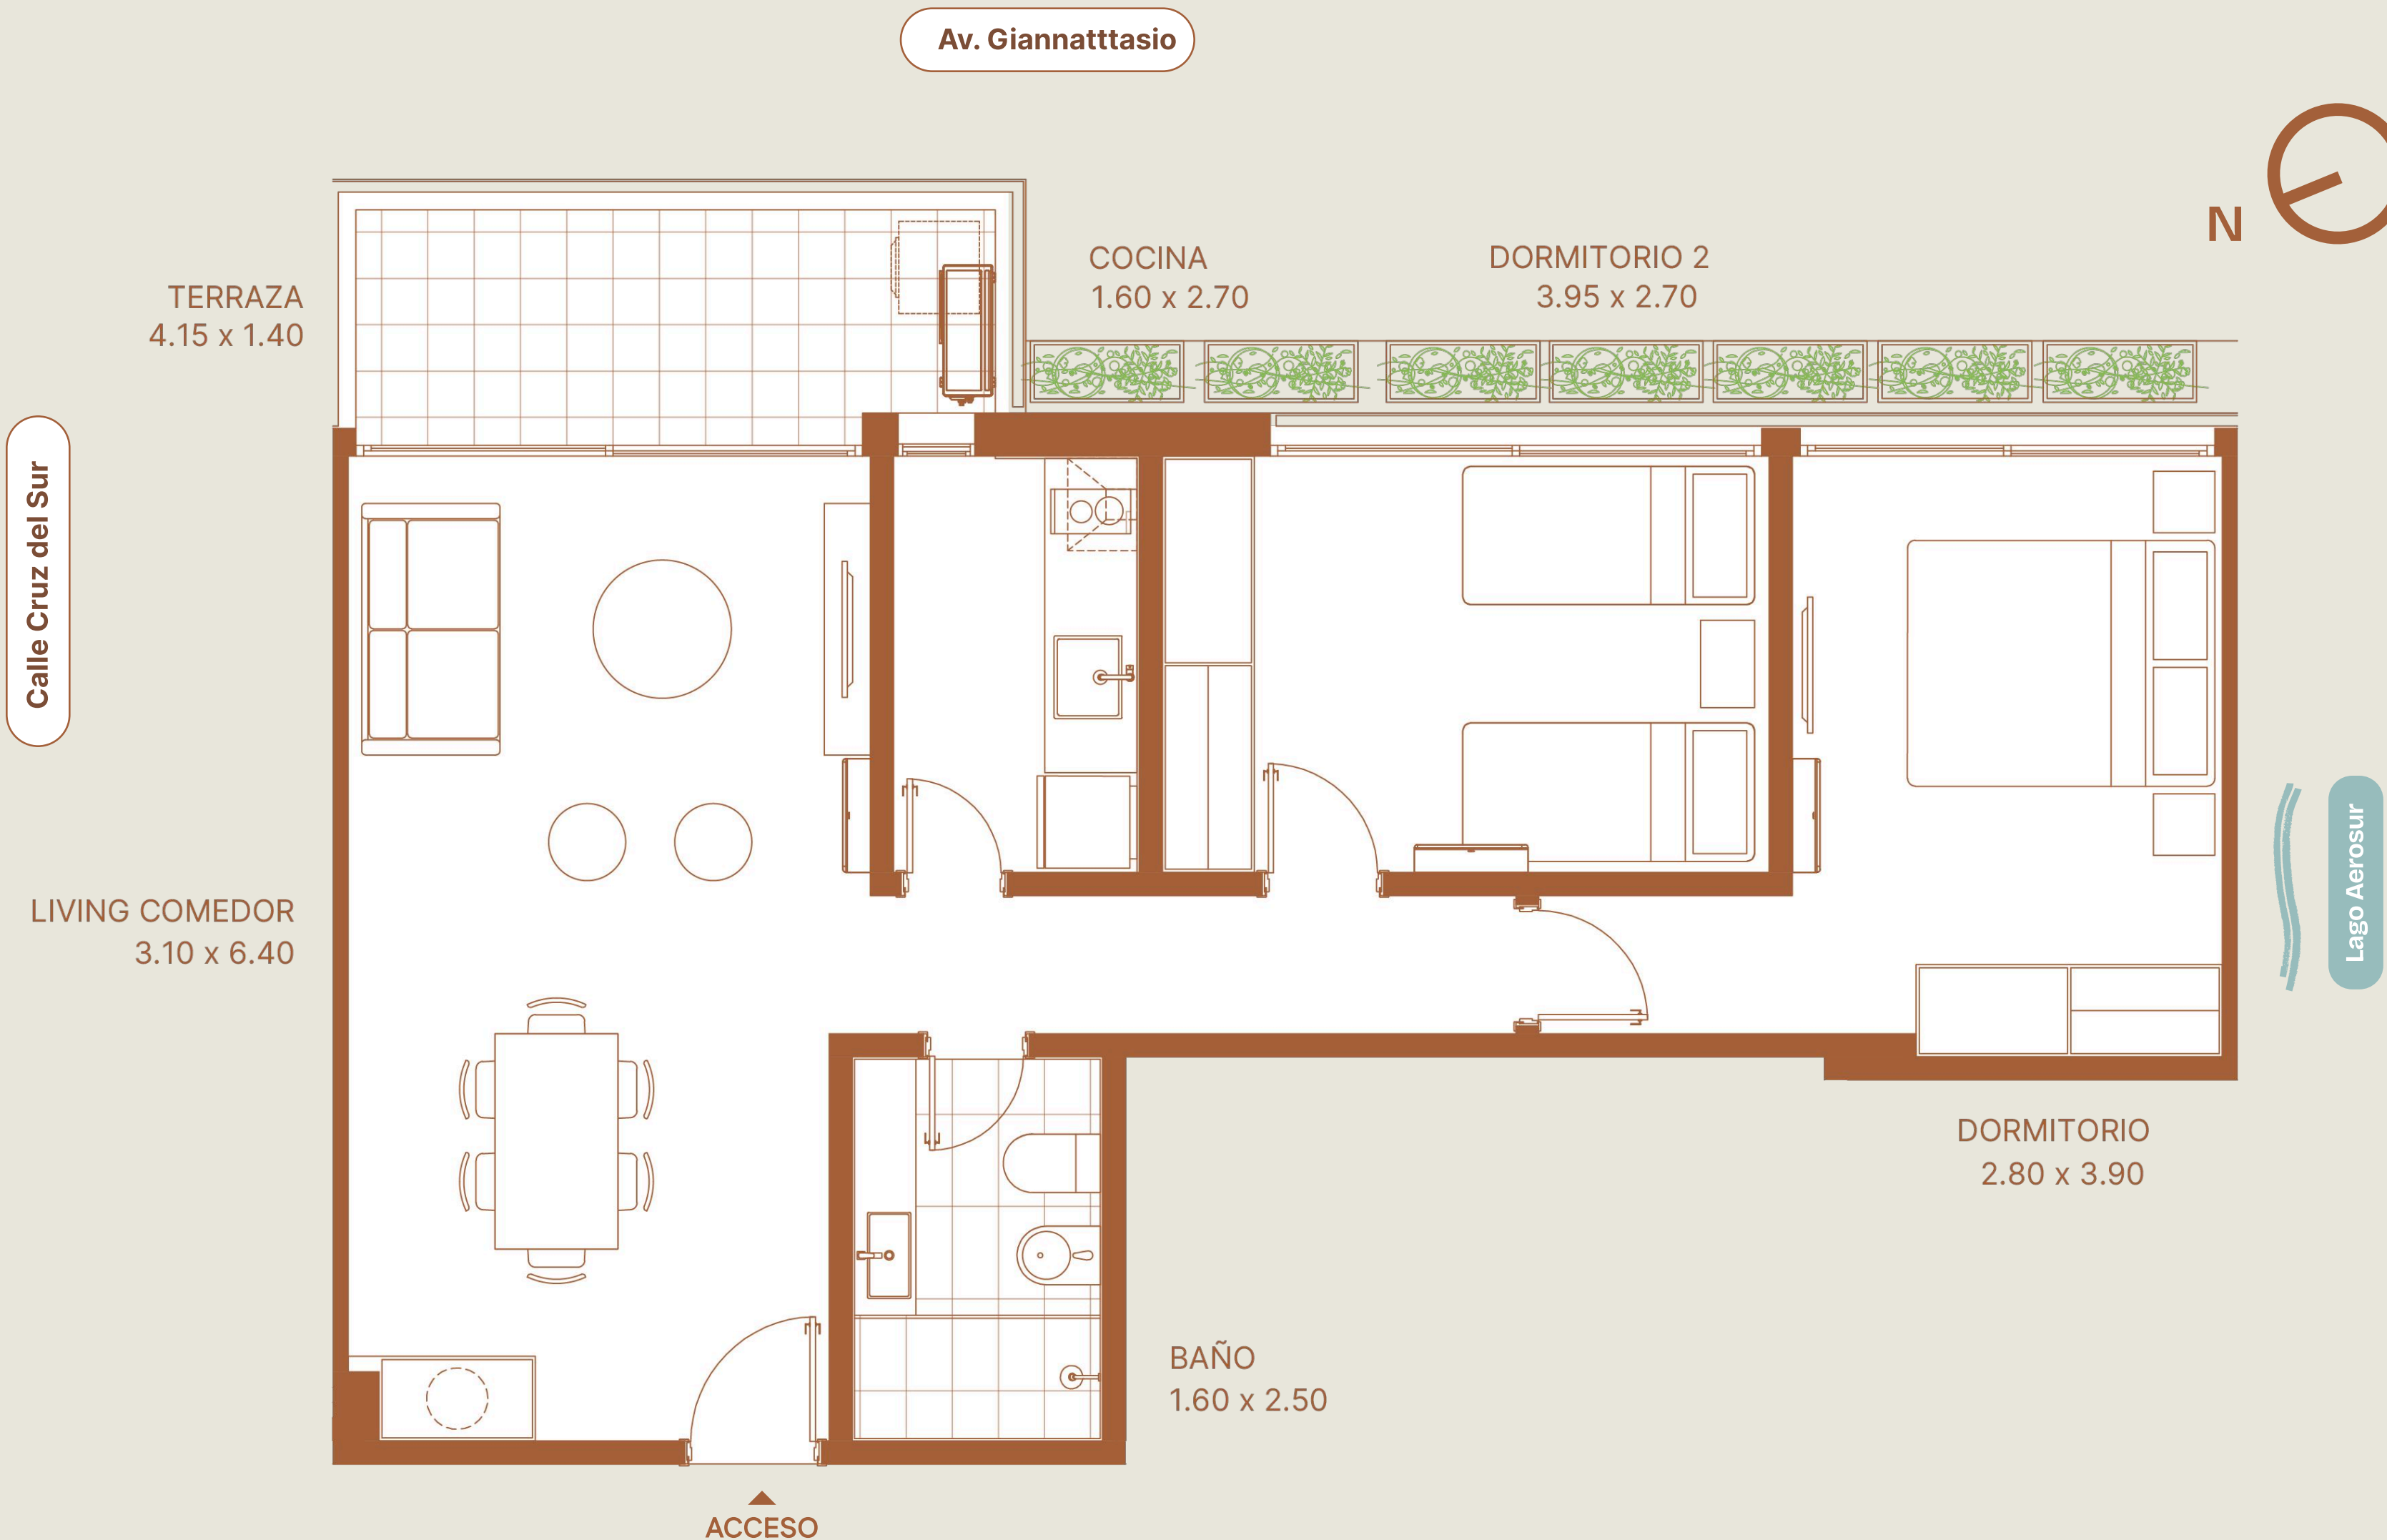 Av. Giannatttasio
N
COCINA
1.60 x 2.70
DORMITORIO 2
3.95 x 2.70
TERRAZA
4.15 x 1.40
Calle Cruz del Sur
LIVING COMEDOR
3.10 x 6.40
Lago Aerosur
DORMITORIO
2.80 x 3.90
BAÑO
1.60 x 2.50
ACCESO